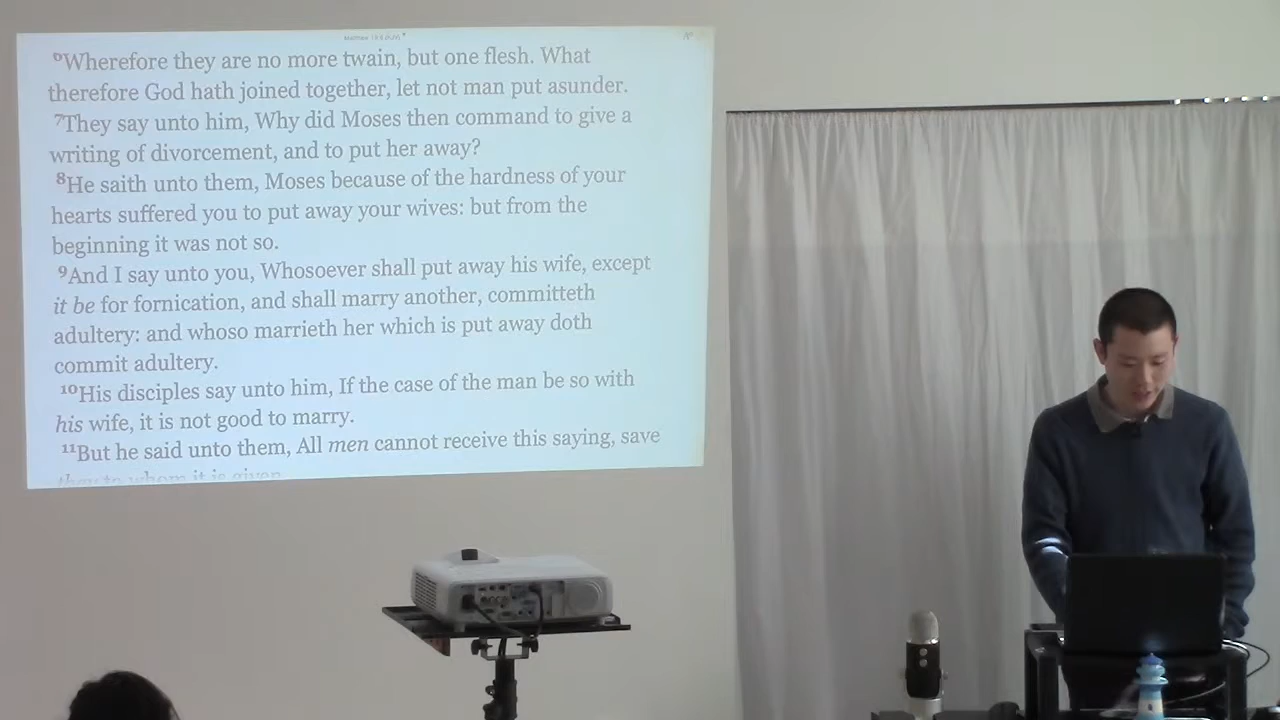 ⁶Wherefore they are no more twain, but one flesh. What
therefore God hath joined together, let not man put asunder.
⁷They say unto him, Why did Moses then command to give a
writing of divorcement, and to put her away?
⁸He saith unto them, Moses because of the hardness of your
hearts suffered you to put away your wives: but from the
beginning it was not so.
⁹And I say unto you, Whosoever shall put away his wife, except
it be for fornication, and shall marry another, committeth
adultery: and whoso marrieth her which is put away doth
commit adultery.
¹⁰His disciples say unto him, If the case of the man be so with
his wife, it is not good to marry.
¹¹But he said unto them, All men cannot receive this saying, save
they to whom it is given.